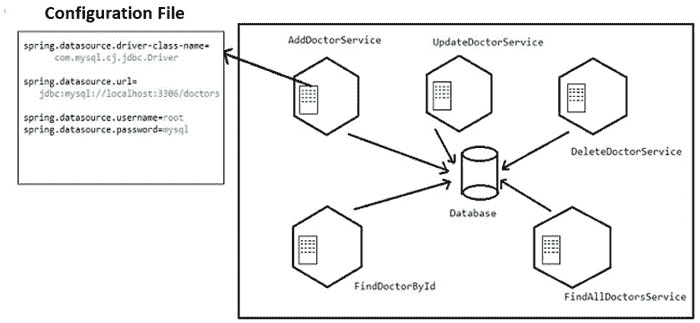 Configuration File
spring.datasource.driver-class-name=
com.mysql.cj.jdbc.Driver
spring.datasource.url=
jdbc:mysql://localhost:3306/doctors
spring.datasource.username=root
spring.datasource.password=mysql
AddDoctorService
UpdateDoctorService
DeleteDoctorService
Database
FindDoctorById
FindAllDoctorsService